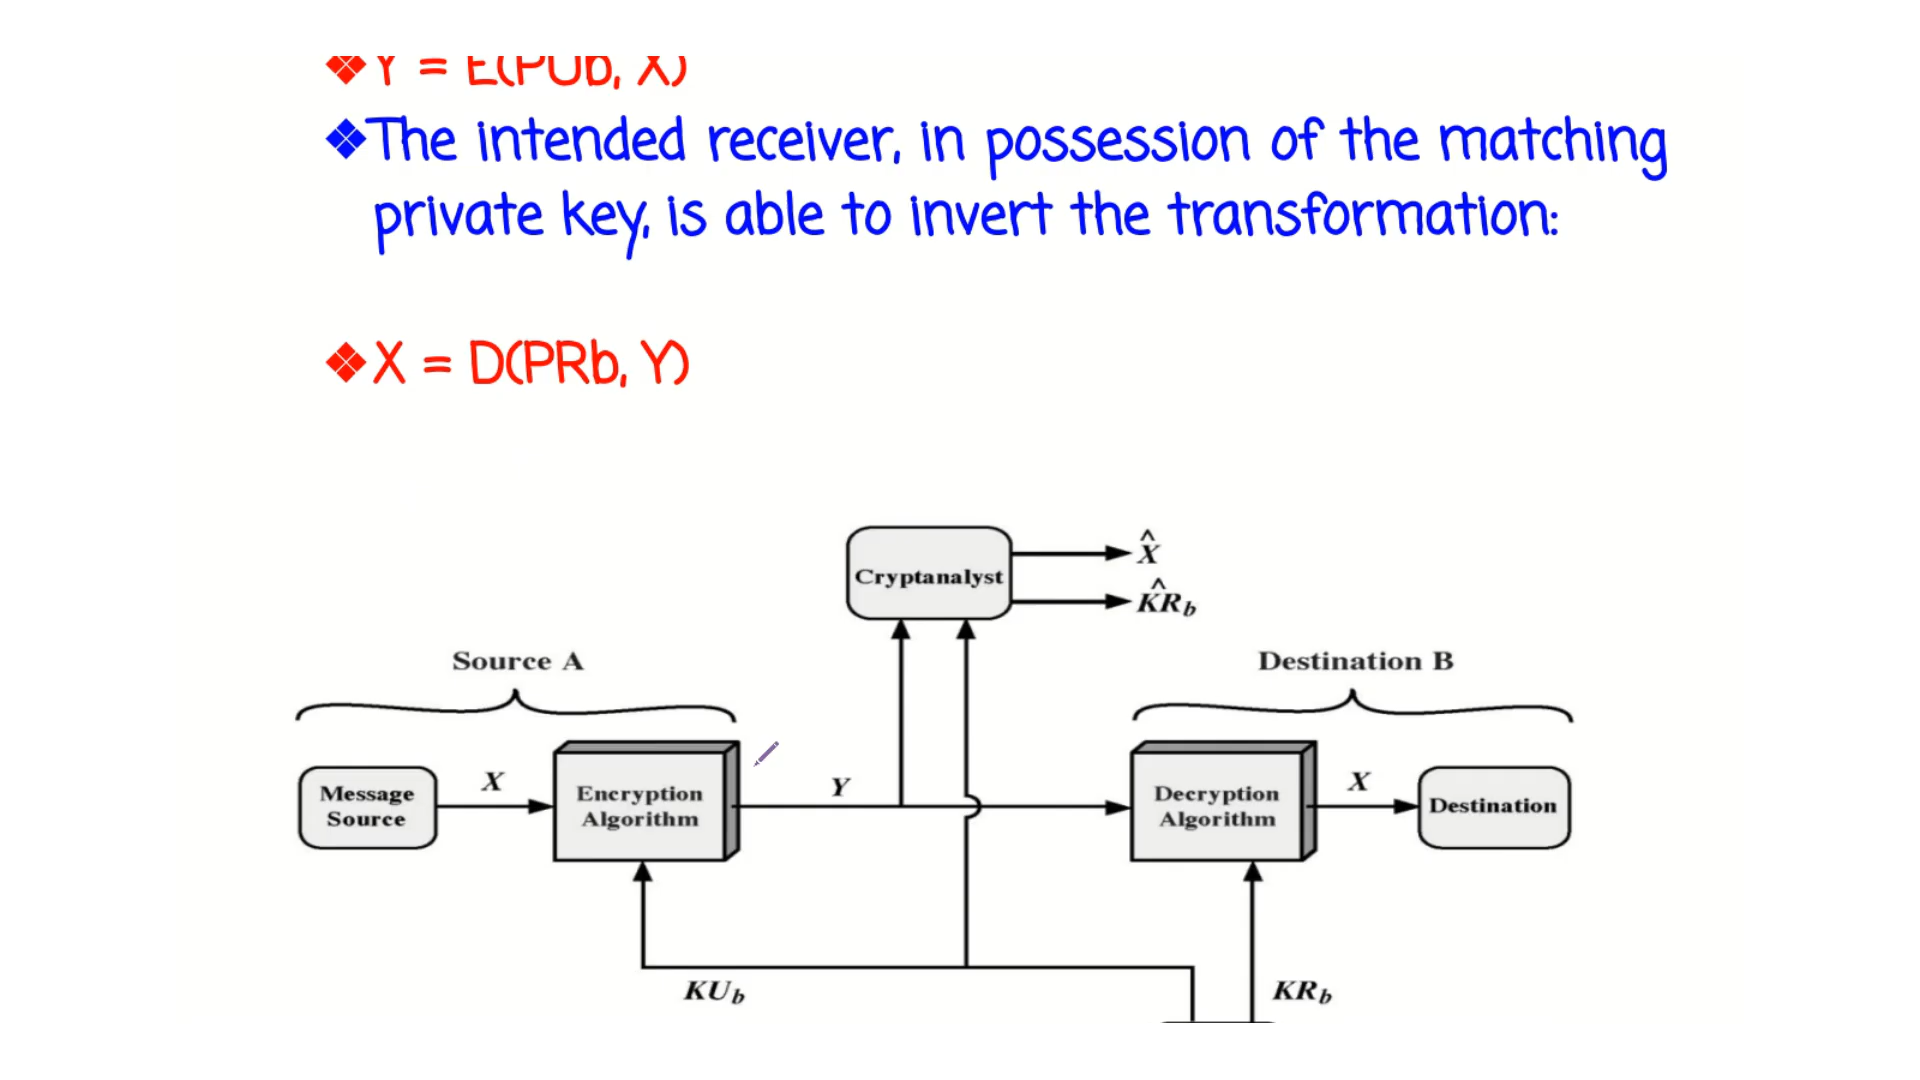 ❖Y = E(PUb, X)
❖The intended receiver, in possession of the matching
private key, is able to invert the transformation:
❖X = D(PRb, Y)
Cryptanalyst
X̂
K̂Rb
Source A
Destination B
Message
Source
X
Encryption
Algorithm
Y
Decryption
Algorithm
X
Destination
KUb
KRb